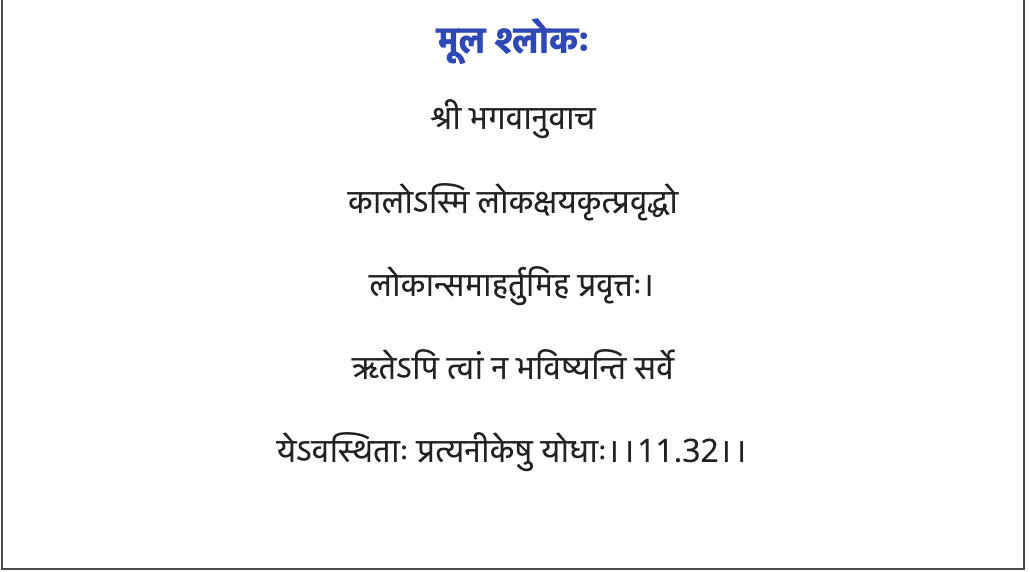 मूल श्लोकः
श्री भगवानुवाच
कालोऽस्मि लोकक्षयकृत्प्रवृद्धो
लोकान्समाहर्तुमिह प्रवृत्तः।
ऋतेऽपि त्वां न भविष्यन्ति सर्वे
येऽवस्थिताः प्रत्यनीकेषु योधाः।।11.32।।